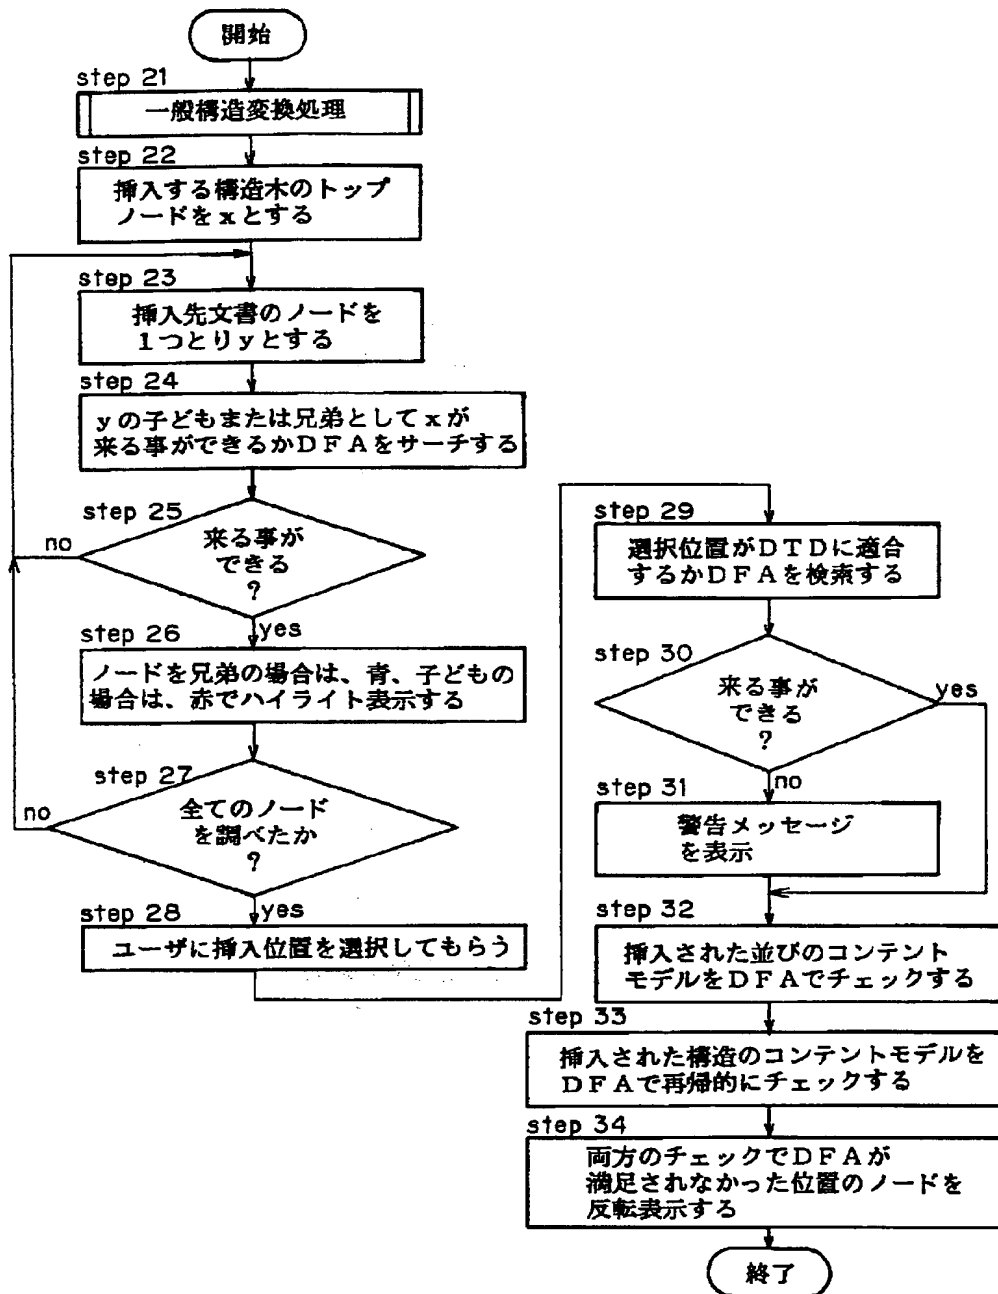 開始
step 21
一般構造変換処理
step 22
挿入する構造木のトップ
ノードをxとする
step 23
挿入先文書のノードを
1つとりyとする
step 24
yの子どもまたは兄弟としてxが
来る事ができるかDFAをサーチする
step 25
来る事が
できる
?
no
yes
step 26
ノードを兄弟の場合は、青、子どもの
場合は、赤でハイライト表示する
step 27
全てのノード
を調べたか
?
no
yes
step 28
ユーザに挿入位置を選択してもらう
step 29
選択位置がDTDに適合
するかDFAを検索する
step 30
来る事が
できる
?
yes
no
step 31
警告メッセージ
を表示
step 32
挿入された並びのコンテント
モデルをDFAでチェックする
step 33
挿入された構造のコンテントモデルを
DFAで再帰的にチェックする
step 34
両方のチェックでDFAが
満足されなかった位置のノードを
反転表示する
終了